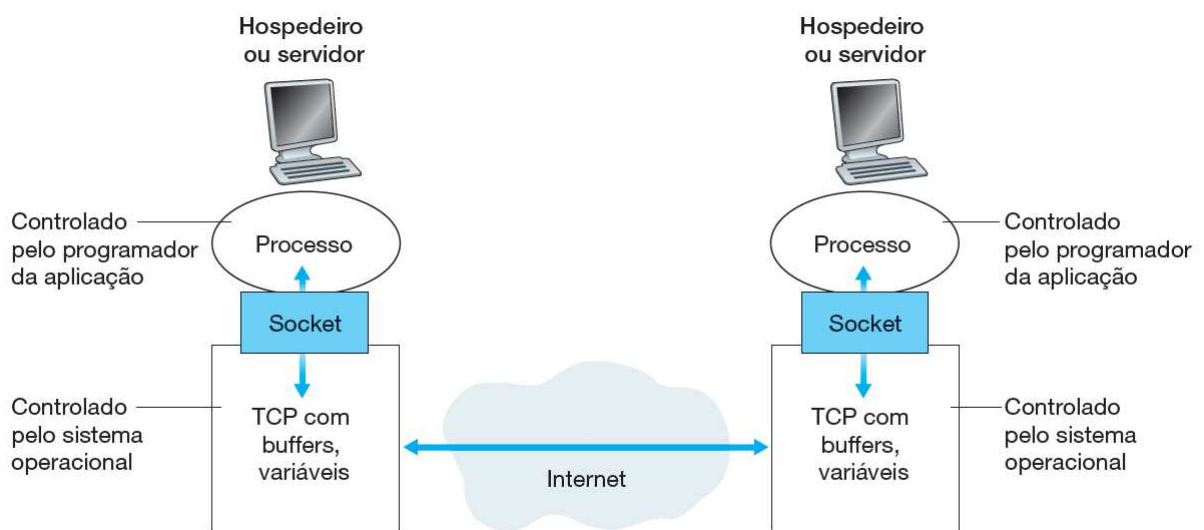 Hospedeiro
ou servidor
Hospedeiro
ou servidor
Controlado
pelo programador
da aplicação
Processo
Processo
Controlado
pelo programador
da aplicação
Socket
Socket
Controlado
pelo sistema
operacional
TCP com
buffers,
variáveis
Internet
TCP com
buffers,
variáveis
Controlado
pelo sistema
operacional